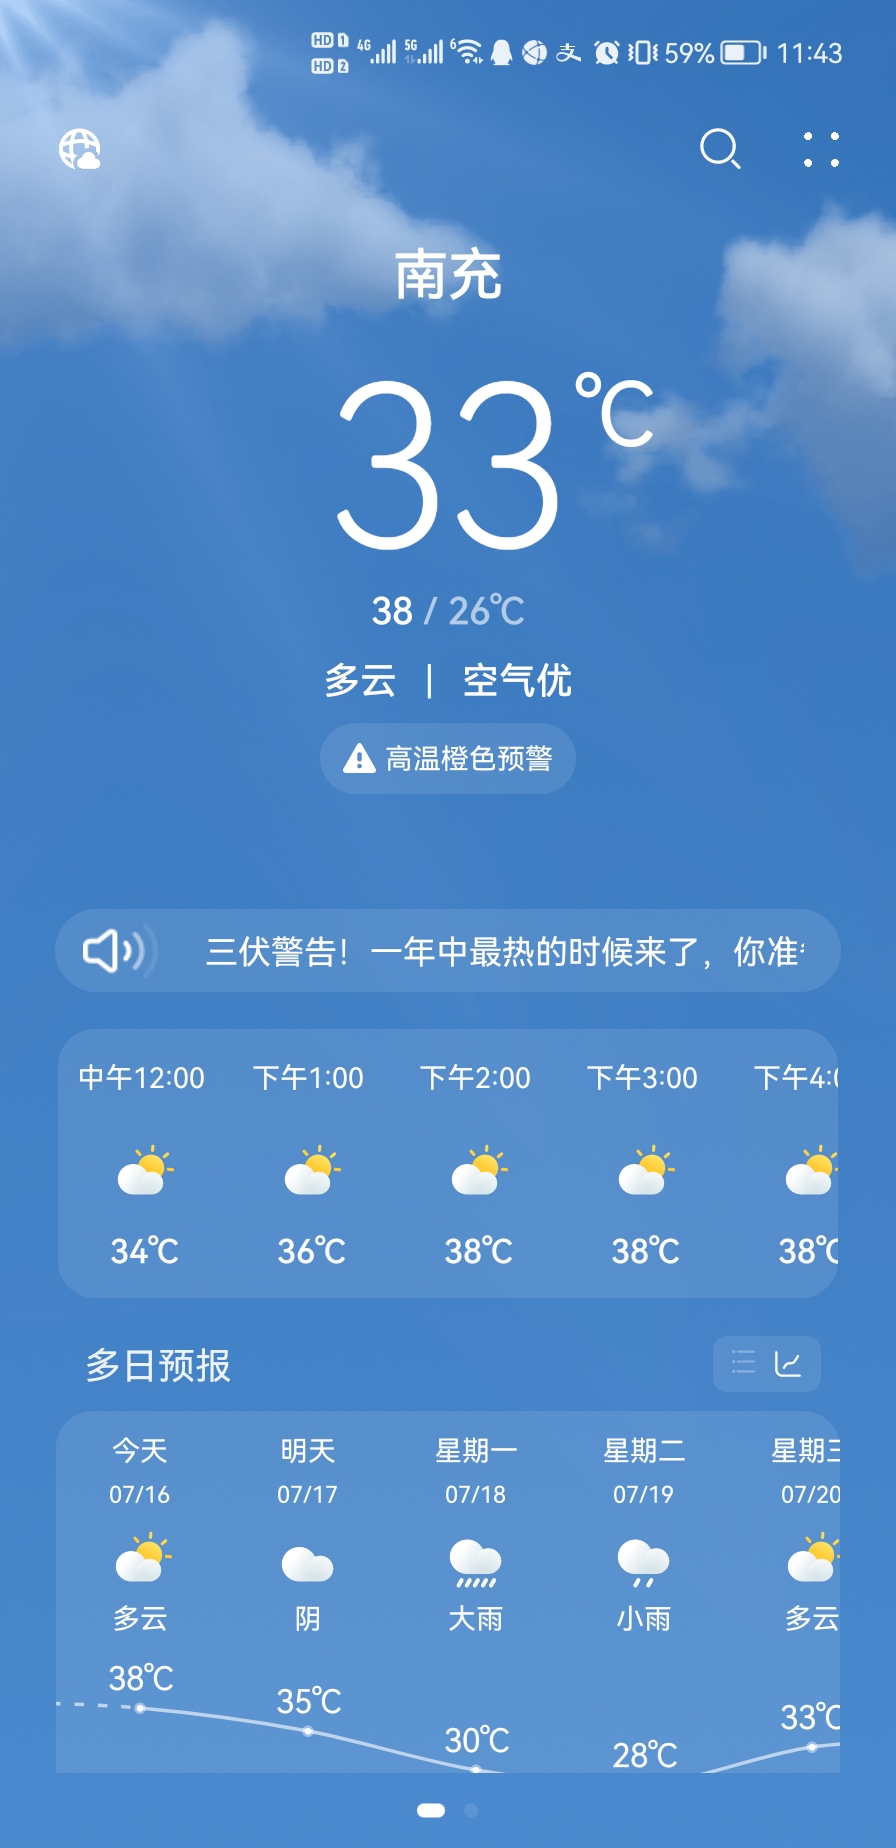 HD 1 4G 5G 6 支 59% 11:43
HD 2
南充
33℃
38 / 26℃
多云 | 空气优
高温橙色预警
三伏警告！一年中最热的时候来了，你准
中午12:00 下午1:00 下午2:00 下午3:00 下午4:0
34℃ 36℃ 38℃ 38℃ 38℃
多日预报
今天 明天 星期一 星期二 星期三
07/16 07/17 07/18 07/19 07/20
多云 阴 大雨 小雨 多云
38℃ 35℃ 30℃ 28℃ 33℃